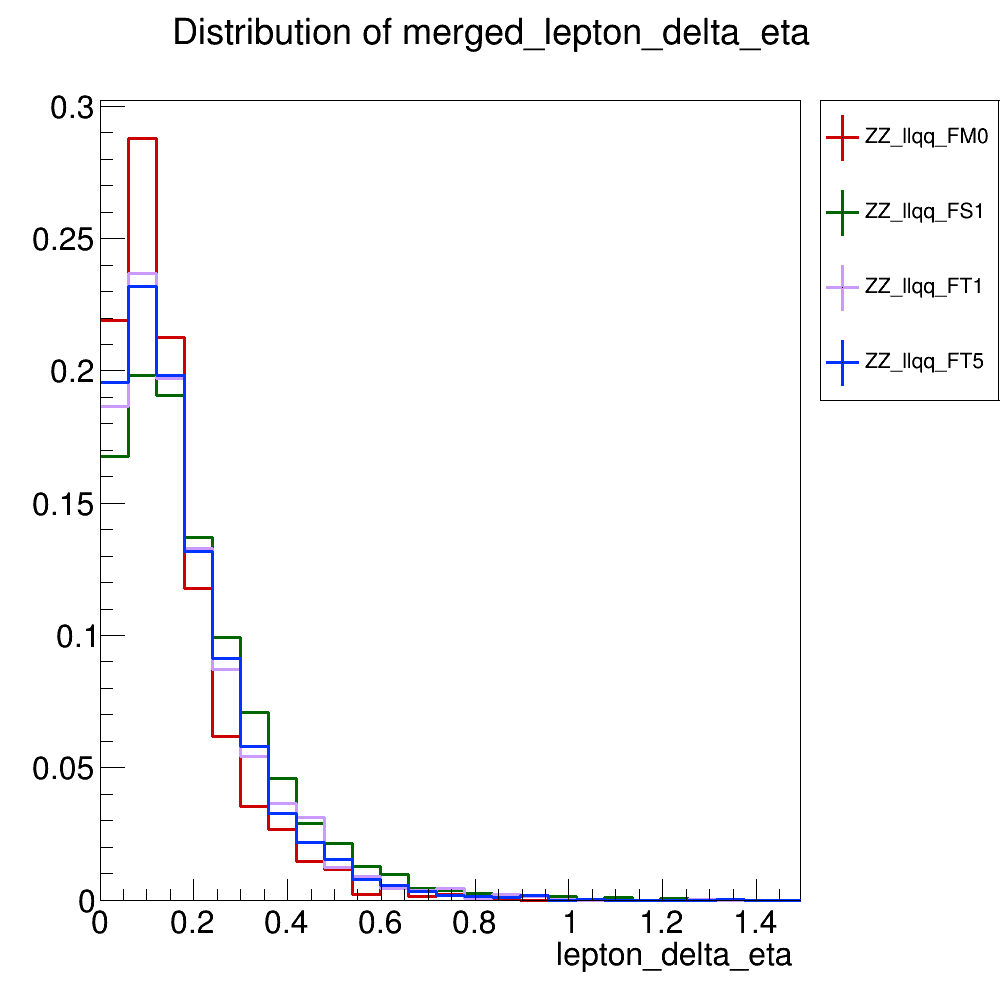 Distribution of merged_lepton_delta_eta
0.3
0.25
0.2
0.15
0.1
0.05
0
0 0.2 0.4 0.6 0.8 1 1.2 1.4
lepton_delta_eta
ZZ_llqq_FM0
ZZ_llqq_FS1
ZZ_llqq_FT1
ZZ_llqq_FT5